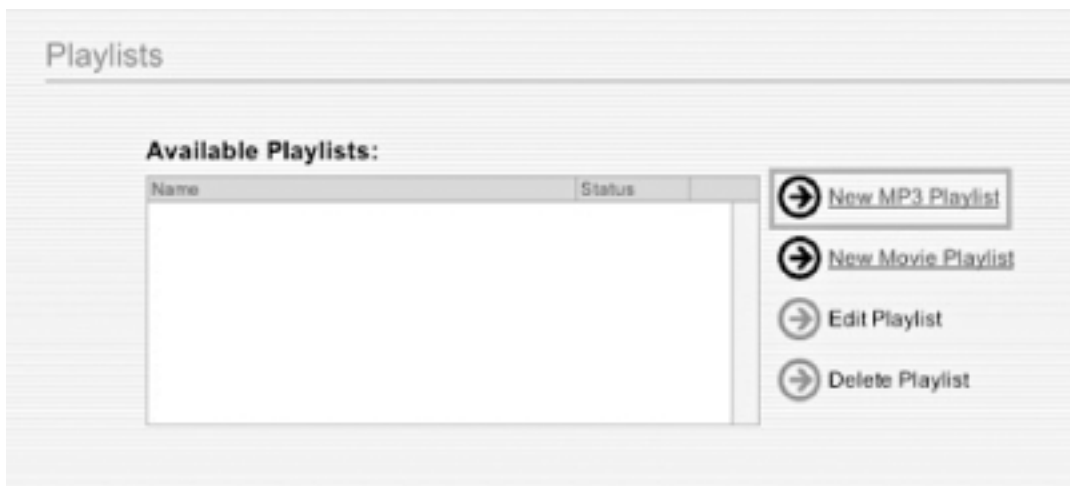 Playlists
Available Playlists:
Name Status
New MP3 Playlist
New Movie Playlist
Edit Playlist
Delete Playlist